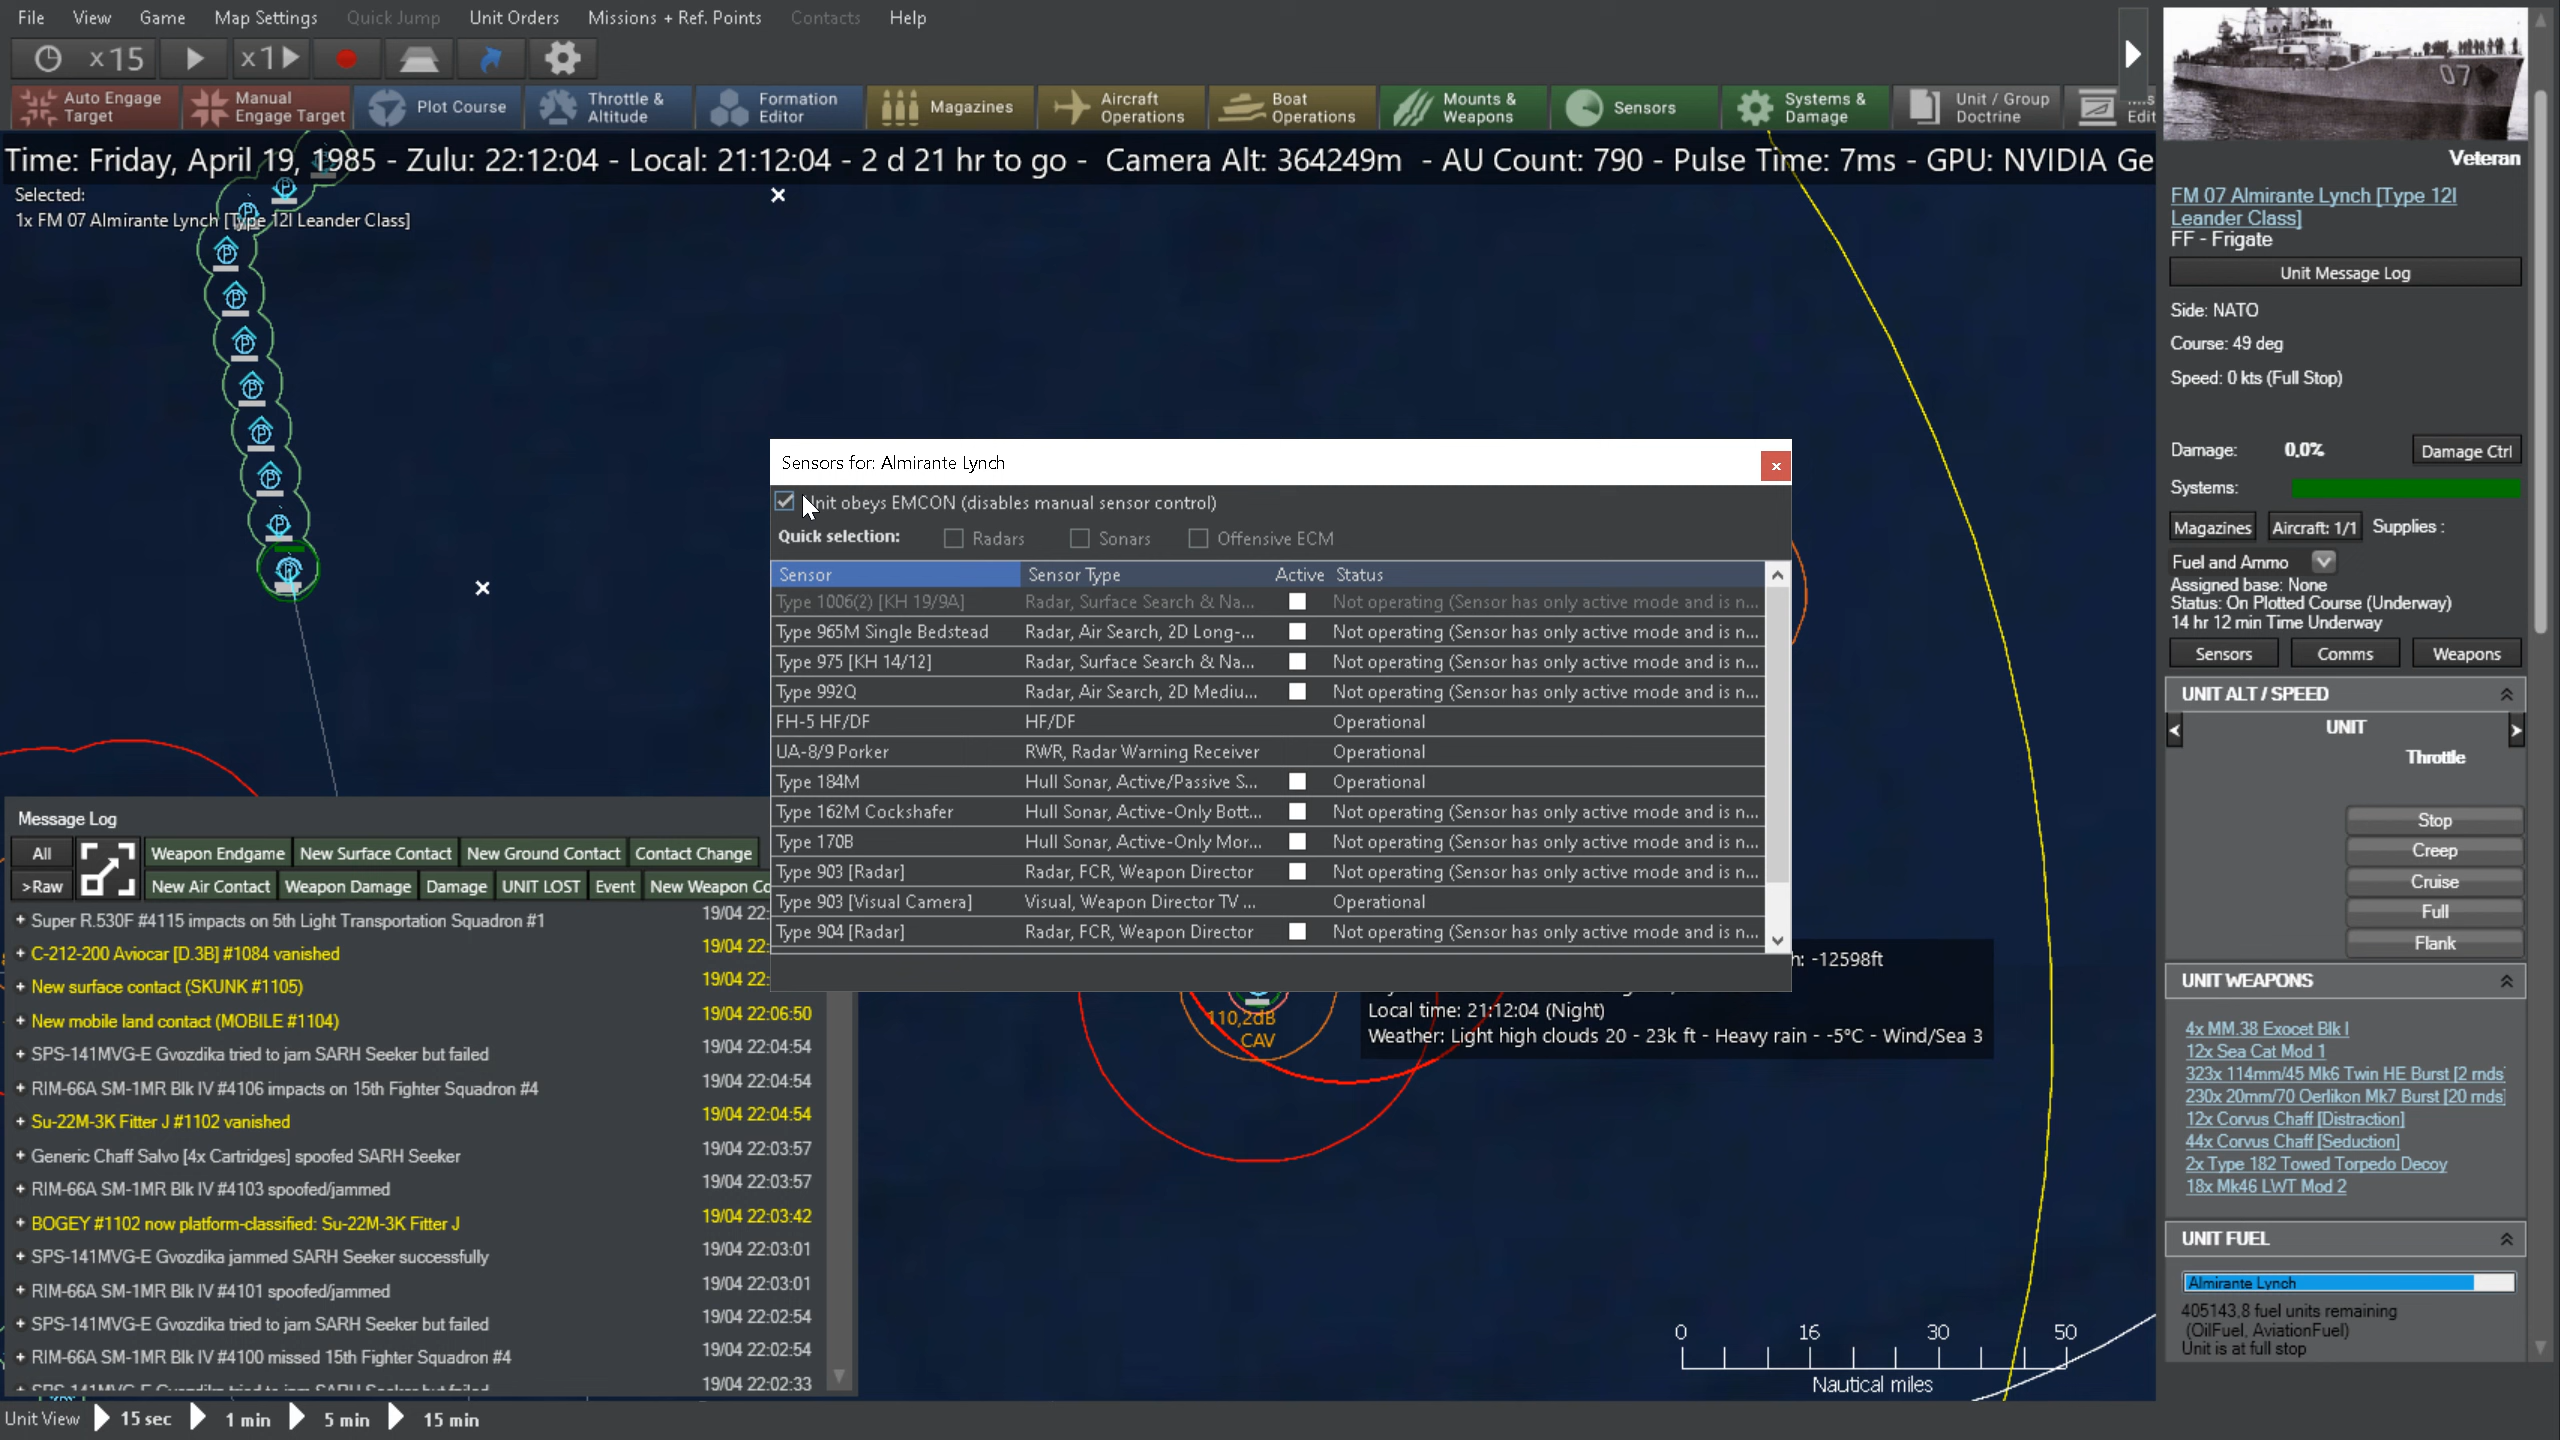 File View Game Map Settings Quick Jump Unit Orders Missions + Ref. Points Contacts Help
x15 x1
Auto Engage Target
Manual Engage Target
Plot Course
Throttle & Altitude
Formation Editor
Magazines
Aircraft Operations
Boat Operations
Mounts & Weapons
Sensors
Systems & Damage
Unit / Group Doctrine
Time: Friday, April 19, 1985 - Zulu: 22:12:04 - Local: 21:12:04 - 2 d 21 hr to go - Camera Alt: 364249m - AU Count: 790 - Pulse Time: 7ms - GPU: NVIDIA Ge
Selected:
1x FM 07 Almirante Lynch [Type 12I Leander Class]
Sensors for: Almirante Lynch
Unit obeys EMCON (disables manual sensor control)
Quick selection: Radars Sonars Offensive ECM
Sensor Sensor Type Active Status
Type 1006(2) [KH 19/9A] Radar, Surface Search & Na... Not operating (Sensor has only active mode and is n...
Type 965M Single Bedstead Radar, Air Search, 2D Long-... Not operating (Sensor has only active mode and is n...
Type 975 [KH 14/12] Radar, Surface Search & Na... Not operating (Sensor has only active mode and is n...
Type 992Q Radar, Air Search, 2D Mediu... Not operating (Sensor has only active mode and is n...
FH-5 HF/DF HF/DF Operational
UA-8/9 Porker RWR, Radar Warning Receiver Operational
Type 184M Hull Sonar, Active/Passive S... Operational
Type 162M Cockshafer Hull Sonar, Active-Only Bott... Not operating (Sensor has only active mode and is n...
Type 170B Hull Sonar, Active-Only Mor... Not operating (Sensor has only active mode and is n...
Type 903 [Radar] Radar, FCR, Weapon Director Not operating (Sensor has only active mode and is n...
Type 903 [Visual Camera] Visual, Weapon Director TV ... Operational
Type 904 [Radar] Radar, FCR, Weapon Director Not operating (Sensor has only active mode and is n...
h: -12598ft
Local time: 21:12:04 (Night)
Weather: Light high clouds 20 - 23k ft - Heavy rain - -5°C - Wind/Sea 3
110,2dB
CAV
Message Log
All Weapon Endgame New Surface Contact New Ground Contact Contact Change
>Raw New Air Contact Weapon Damage Damage UNIT LOST Event New Weapon Co
+ Super R.530F #4115 impacts on 5th Light Transportation Squadron #1 19/04 22:
+ C-212-200 Aviocar [D.3B] #1084 vanished 19/04 22:
+ New surface contact (SKUNK #1105) 19/04 22:
+ New mobile land contact (MOBILE #1104) 19/04 22:06:50
+ SPS-141MVG-E Gvozdika tried to jam SARH Seeker but failed 19/04 22:04:54
+ RIM-66A SM-1MR Blk IV #4106 impacts on 15th Fighter Squadron #4 19/04 22:04:54
+ Su-22M-3K Fitter J #1102 vanished 19/04 22:04:54
+ Generic Chaff Salvo [4x Cartridges] spoofed SARH Seeker 19/04 22:03:57
+ RIM-66A SM-1MR Blk IV #4103 spoofed/jammed 19/04 22:03:57
+ BOGEY #1102 now platform-classified: Su-22M-3K Fitter J 19/04 22:03:42
+ SPS-141MVG-E Gvozdika jammed SARH Seeker successfully 19/04 22:03:01
+ RIM-66A SM-1MR Blk IV #4101 spoofed/jammed 19/04 22:03:01
+ SPS-141MVG-E Gvozdika tried to jam SARH Seeker but failed 19/04 22:02:54
+ RIM-66A SM-1MR Blk IV #4100 missed 15th Fighter Squadron #4 19/04 22:02:54
+ SPS-141MVG-E Gvozdika tried to jam SARH Seeker but failed 19/04 22:02:33
0 16 30 50
Nautical miles
Unit View 15 sec 1 min 5 min 15 min
07
Veteran
FM 07 Almirante Lynch [Type 12I
Leander Class]
FF - Frigate
Unit Message Log
Side: NATO
Course: 49 deg
Speed: 0 kts (Full Stop)
Damage: 0,0% Damage Ctrl
Systems:
Magazines Aircraft: 1/1 Supplies :
Fuel and Ammo
Assigned base: None
Status: On Plotted Course (Underway)
14 hr 12 min Time Underway
Sensors Comms Weapons
UNIT ALT / SPEED
UNIT
Throttle
Stop
Creep
Cruise
Full
Flank
UNIT WEAPONS
4x MM.38 Exocet Blk I
12x Sea Cat Mod 1
323x 114mm/45 Mk6 Twin HE Burst [2 rnds]
230x 20mm/70 Oerlikon Mk7 Burst [20 rnds]
12x Corvus Chaff [Distraction]
44x Corvus Chaff [Seduction]
2x Type 182 Towed Torpedo Decoy
18x Mk46 LWT Mod 2
UNIT FUEL
Almirante Lynch
405143,8 fuel units remaining
(OilFuel, AviationFuel)
Unit is at full stop